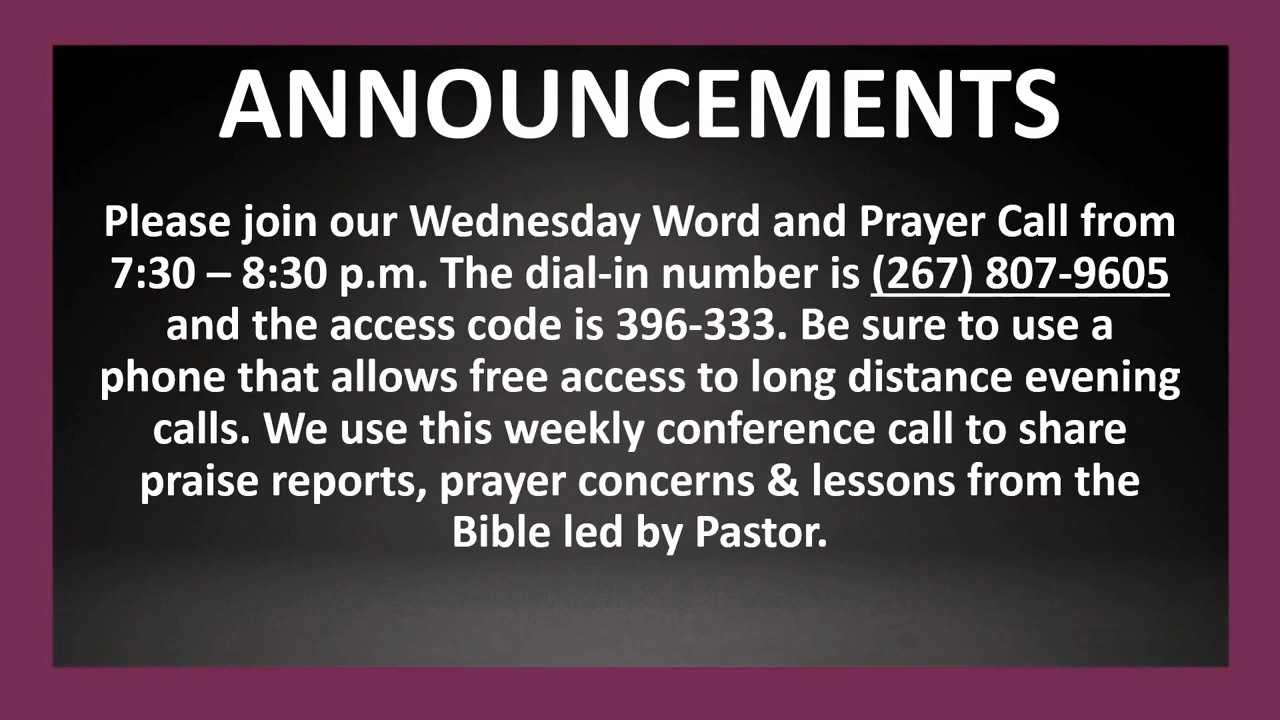 ANNOUNCEMENTS
Please join our Wednesday Word and Prayer Call from
7:30 – 8:30 p.m. The dial-in number is (267) 807-9605
and the access code is 396-333. Be sure to use a
phone that allows free access to long distance evening
calls. We use this weekly conference call to share
praise reports, prayer concerns & lessons from the
Bible led by Pastor.